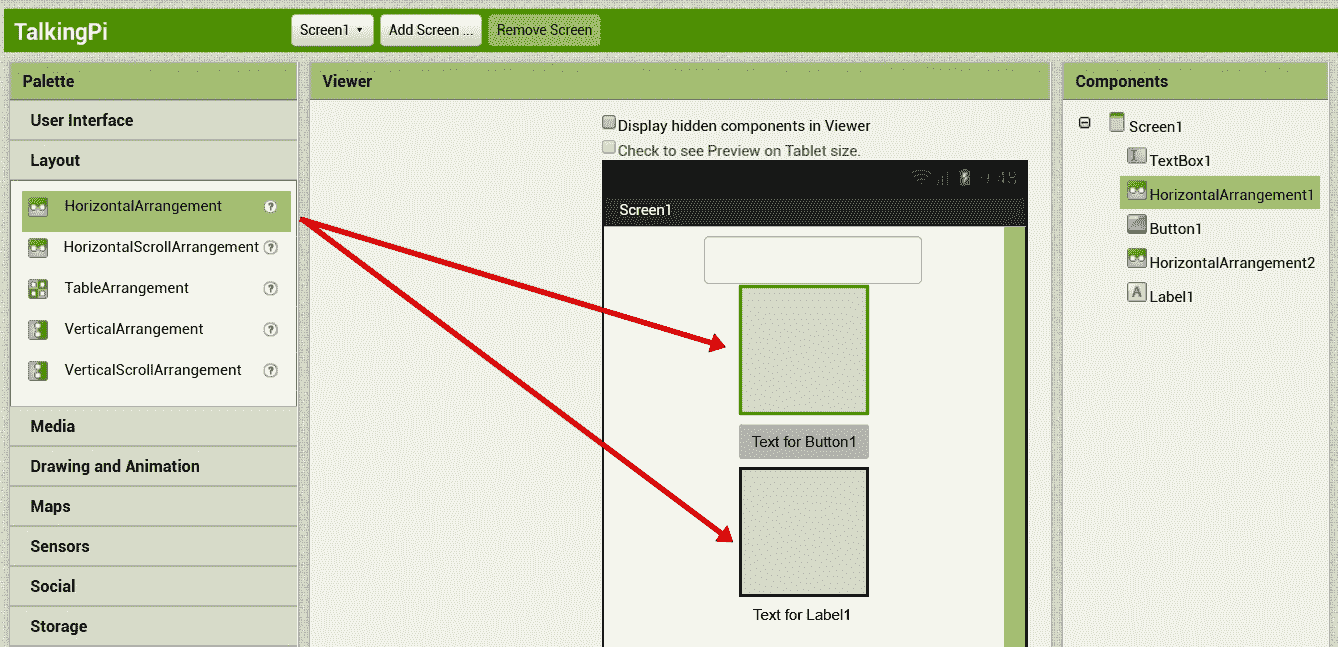 TalkingPi
Screen1 ▾
Add Screen ...
Remove Screen
Palette
User Interface
Layout
HorizontalArrangement ?
HorizontalScrollArrangement ?
TableArrangement ?
VerticalArrangement ?
VerticalScrollArrangement ?
Media
Drawing and Animation
Maps
Sensors
Social
Storage
Viewer
Display hidden components in Viewer
Check to see Preview on Tablet size.
9:48
Screen1
Text for Button1
Text for Label1
Components
Screen1
TextBox1
HorizontalArrangement1
Button1
HorizontalArrangement2
A Label1